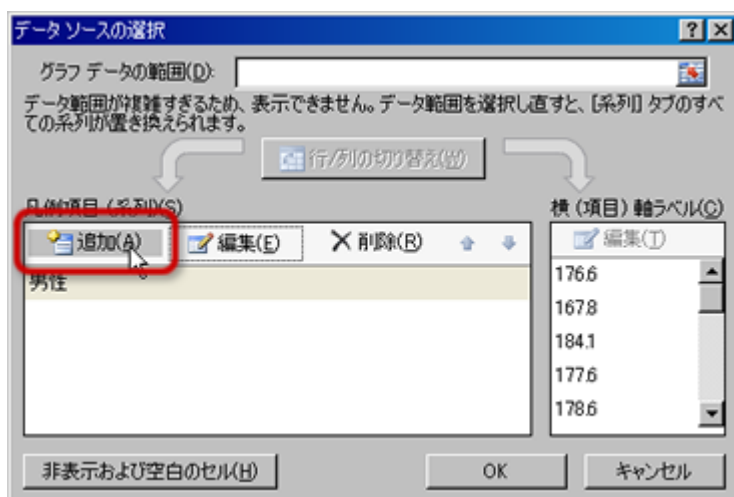 データ ソースの選択
グラフ データの範囲(D):
データ範囲が複雑すぎるため、表示できません。データ範囲を選択し直すと、[系列] タブのすべ
ての系列が置き換えられます。
行/列の切り替え(W)
凡例項目 (系列)(S)
横 (項目) 軸ラベル(C)
追加(A) 編集(E) 削除(R)
編集(T)
男性
176.6
167.8
184.1
177.6
178.6
非表示および空白のセル(H) OK キャンセル